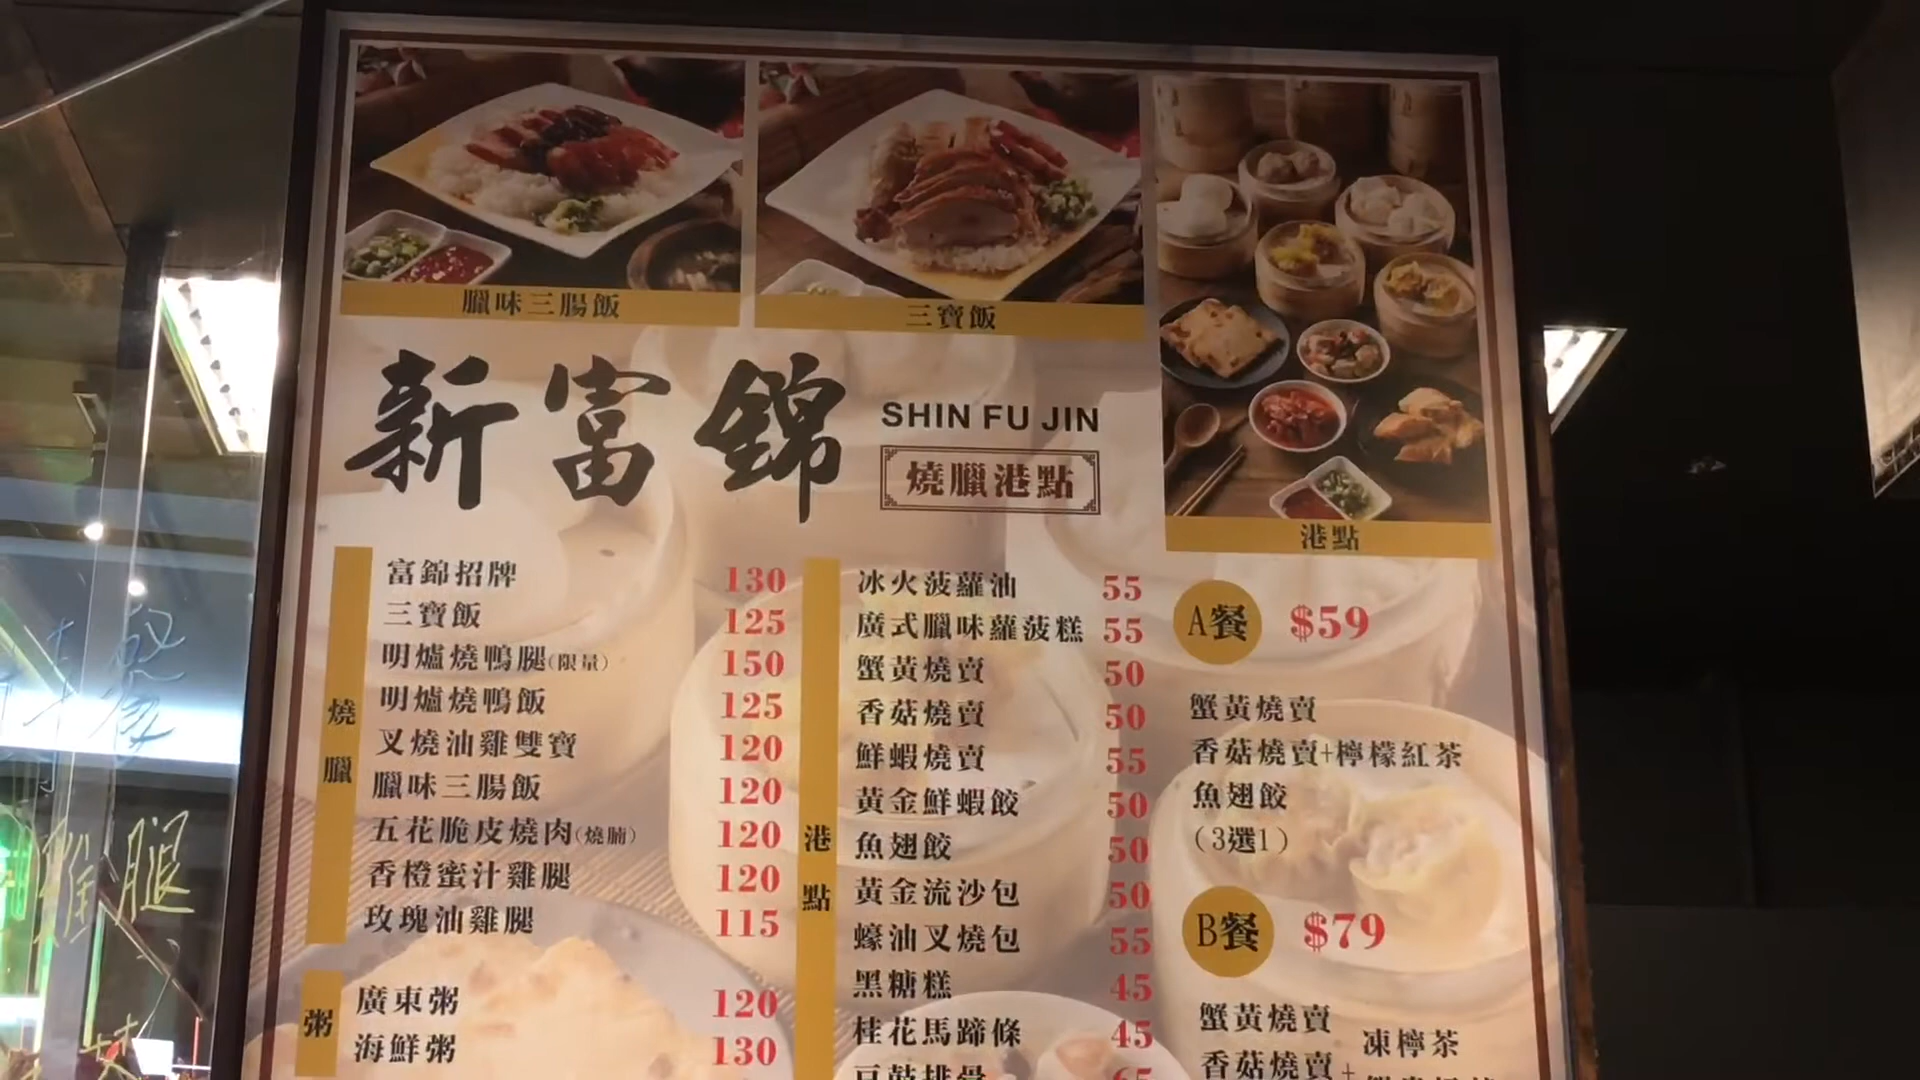 臘味三腸飯
三寶飯
港點
新富錦
SHIN FU JIN
燒臘港點
燒臘
富錦招牌 130
三寶飯 125
明爐燒鴨腿(限量) 150
明爐燒鴨飯 125
叉燒油雞雙寶 120
臘味三腸飯 120
五花脆皮燒肉(燒腩) 120
香橙蜜汁雞腿 120
玫瑰油雞腿 115
粥
廣東粥 120
海鮮粥 130
港點
冰火菠蘿油 55
廣式臘味蘿菠糕 55
蟹黃燒賣 50
香菇燒賣 50
鮮蝦燒賣 55
黃金鮮蝦餃 50
魚翅餃 50
黃金流沙包 50
蠔油叉燒包 55
黑糖糕 45
桂花馬蹄條 45
豆豉排骨 65
A餐 $59
蟹黃燒賣
香菇燒賣+檸檬紅茶
魚翅餃
(3選1)
B餐 $79
蟹黃燒賣
香菇燒賣+
凍檸茶
雞腿